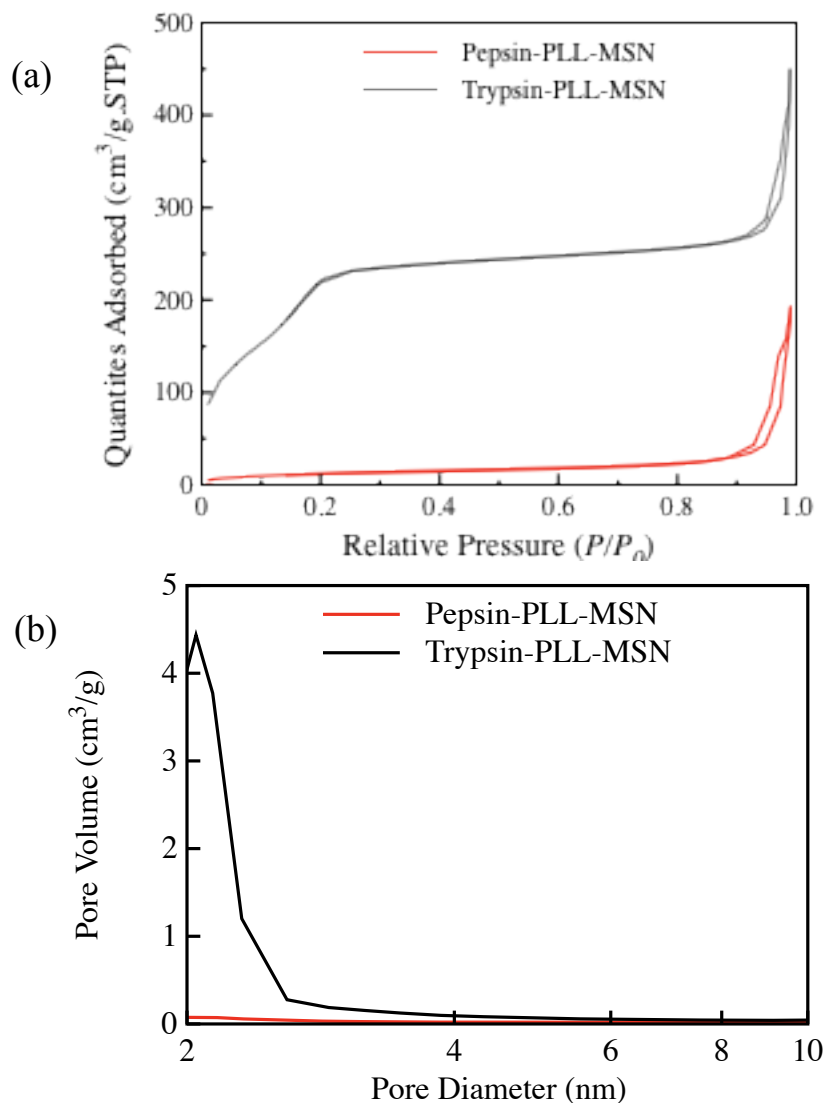 (a)
Pepsin-PLL-MSN
Trypsin-PLL-MSN
Quantites Adsorbed (cm³/g.STP)
500
400
300
200
100
0
0 0.2 0.4 0.6 0.8 1.0
Relative Pressure (P/P₀)
(b)
Pepsin-PLL-MSN
Trypsin-PLL-MSN
Pore Volume (cm³/g)
5
4
3
2
1
0
2 4 6 8 10
Pore Diameter (nm)